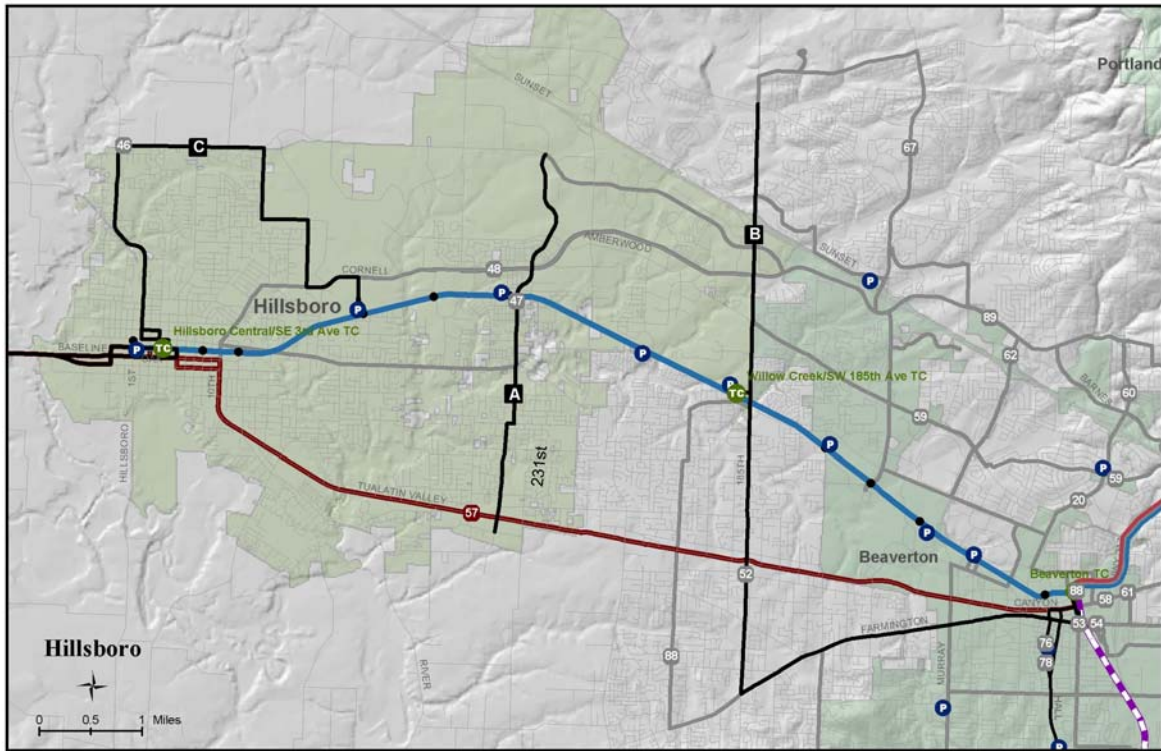 Portland
SUNSET
46
C
67
B
AMBERWOOD
SUNSET
CORNELL
48
P
P
P
47
Hillsboro
Hillsboro Central/SE 3rd Ave TC
89
BASELINE
P
TC
P
62
1ST
P
Willow Creek/SW 185th Ave TC
TC
60
10TH
A
59
HILLSBORO
P
231st
185TH
P
59
TUALATIN VALLEY
20
57
P
Beaverton
P
Beaverton TC
52
88
58
61
CANYON
FARMINGTON
53
54
76
88
78
MURRAY
Hillsboro
RIVER
HALL
P
0 0.5 1 Miles
P